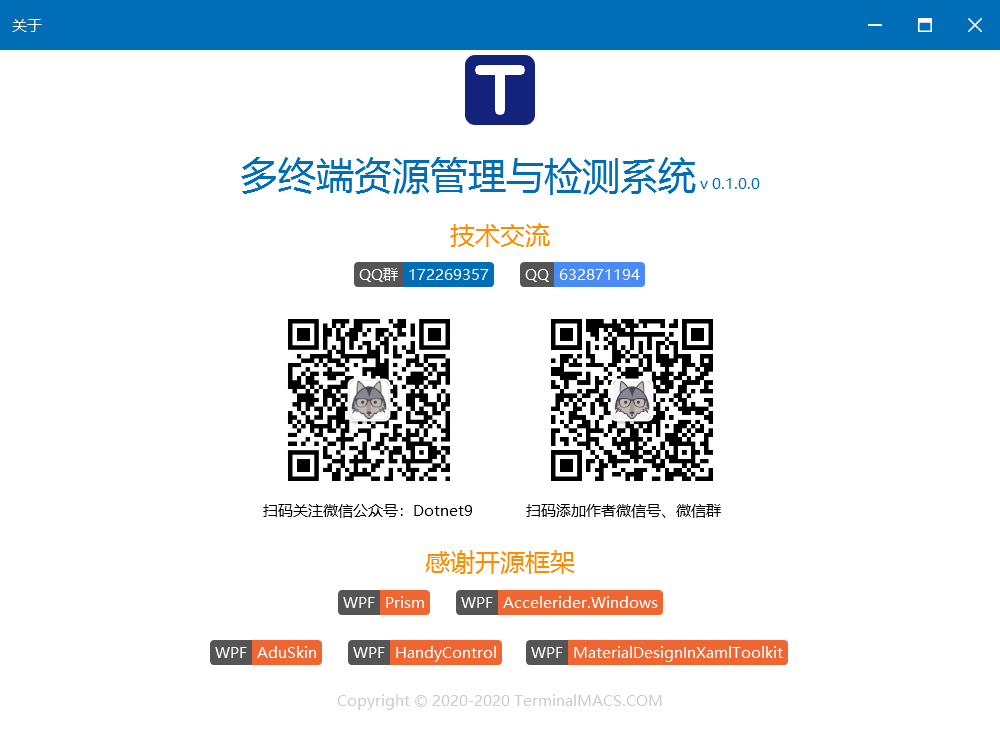 关于
T
多终端资源管理与检测系统 v 0.1.0.0
技术交流
QQ群 172269357 QQ 632871194
扫码关注微信公众号：Dotnet9 扫码添加作者微信号、微信群
感谢开源框架
WPF Prism WPF Accelerider.Windows
WPF AduSkin WPF HandyControl WPF MaterialDesignInXamlToolkit
Copyright © 2020-2020 TerminalMACS.COM